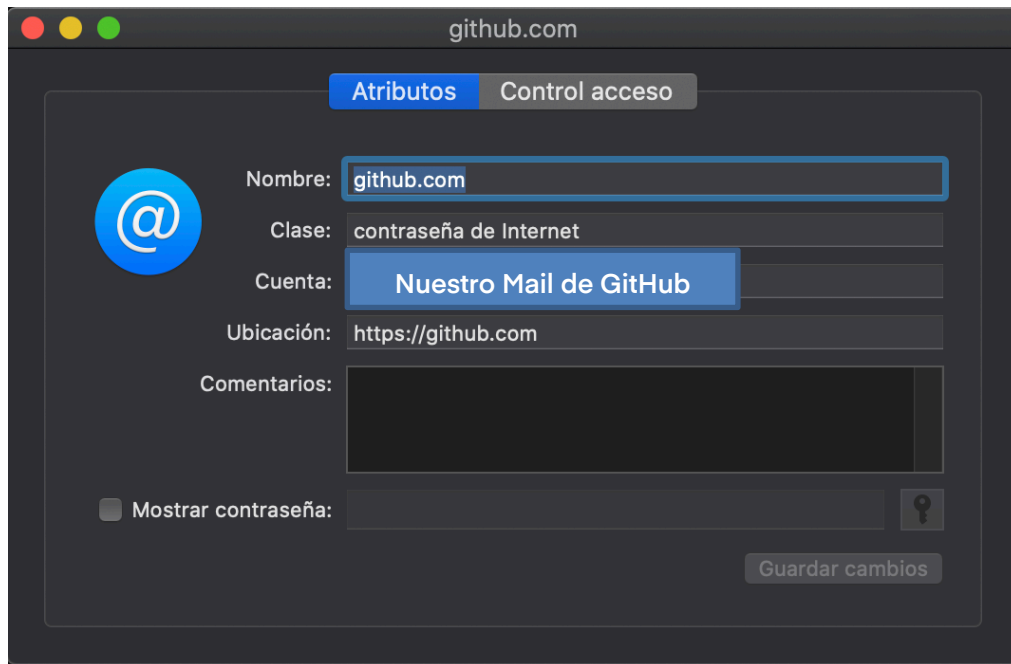 github.com
Atributos Control acceso
Nombre: github.com
Clase: contraseña de Internet
Cuenta: Nuestro Mail de GitHub
Ubicación: https://github.com
Comentarios:
Mostrar contraseña:
Guardar cambios